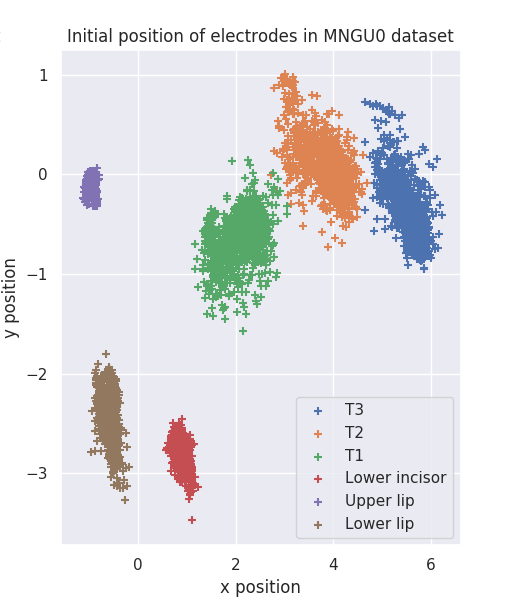 Initial position of electrodes in MNGU0 dataset
1
0
−1
−2
−3
y position
0
2
4
6
x position
T3
T2
T1
Lower incisor
Upper lip
Lower lip